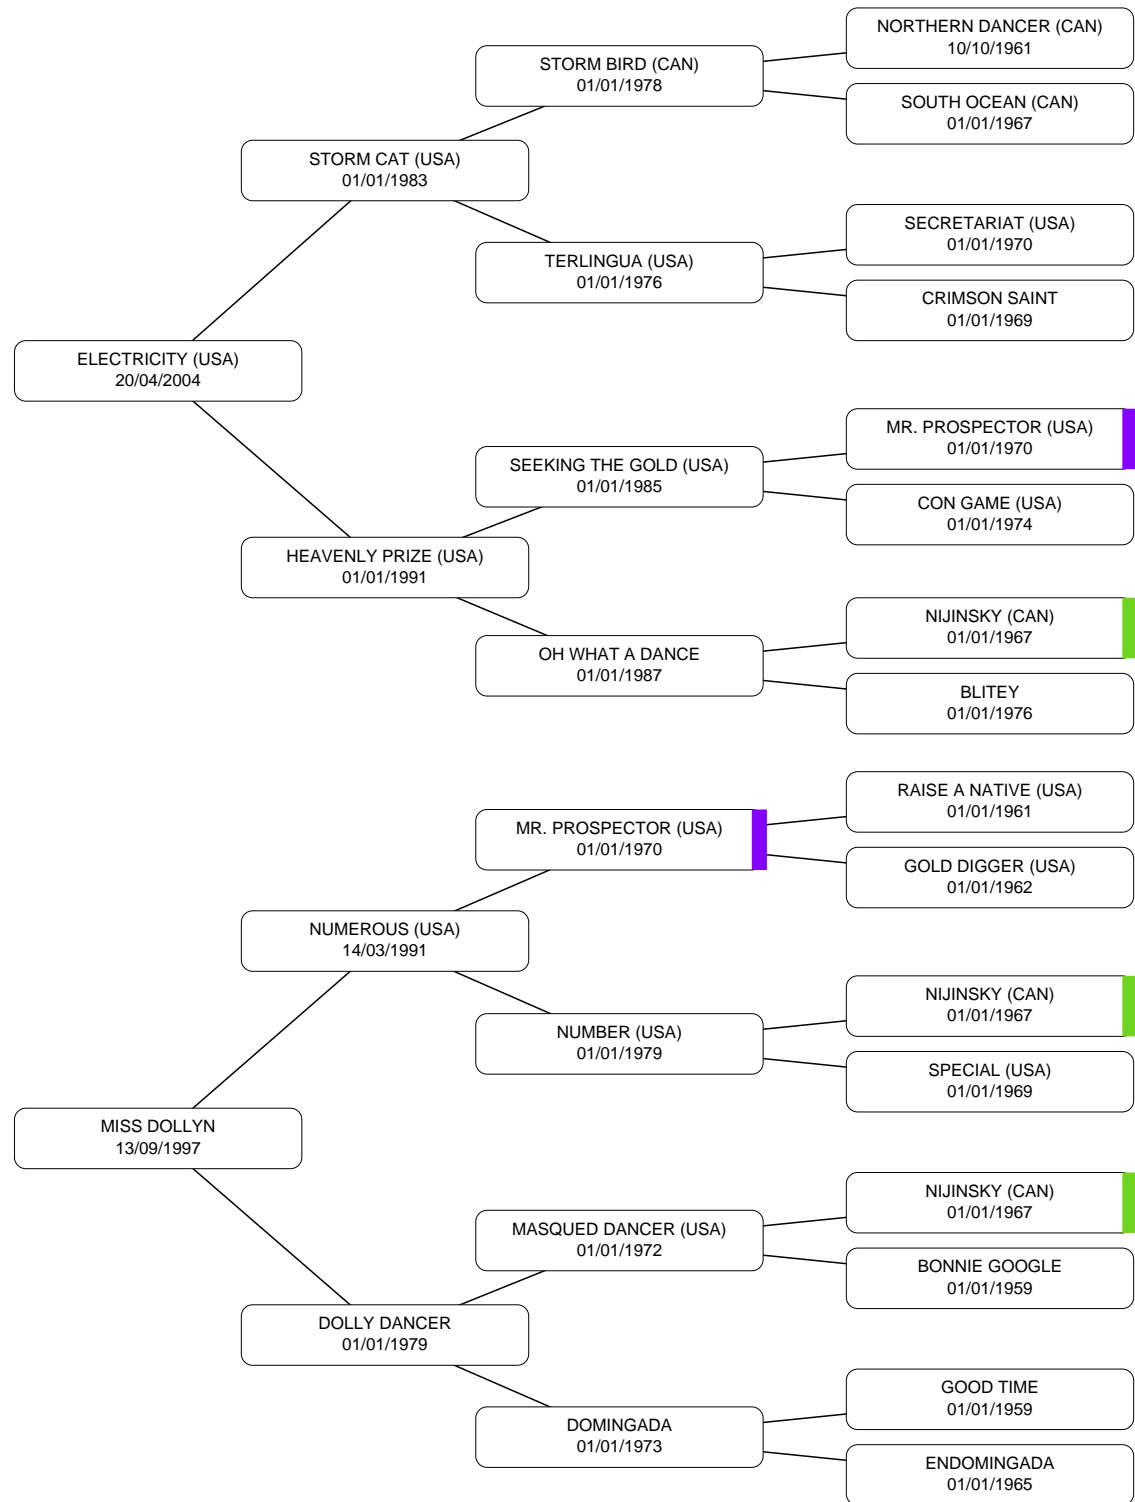 NORTHERN DANCER (CAN)
10/10/1961
STORM BIRD (CAN)
01/01/1978
SOUTH OCEAN (CAN)
01/01/1967
STORM CAT (USA)
01/01/1983
SECRETARIAT (USA)
01/01/1970
TERLINGUA (USA)
01/01/1976
CRIMSON SAINT
01/01/1969
ELECTRICITY (USA)
20/04/2004
MR. PROSPECTOR (USA)
01/01/1970
SEEKING THE GOLD (USA)
01/01/1985
CON GAME (USA)
01/01/1974
HEAVENLY PRIZE (USA)
01/01/1991
NIJINSKY (CAN)
01/01/1967
OH WHAT A DANCE
01/01/1987
BLITEY
01/01/1976
RAISE A NATIVE (USA)
01/01/1961
MR. PROSPECTOR (USA)
01/01/1970
GOLD DIGGER (USA)
01/01/1962
NUMEROUS (USA)
14/03/1991
NIJINSKY (CAN)
01/01/1967
NUMBER (USA)
01/01/1979
SPECIAL (USA)
01/01/1969
MISS DOLLYN
13/09/1997
NIJINSKY (CAN)
01/01/1967
MASQUED DANCER (USA)
01/01/1972
BONNIE GOOGLE
01/01/1959
DOLLY DANCER
01/01/1979
GOOD TIME
01/01/1959
DOMINGADA
01/01/1973
ENDOMINGADA
01/01/1965